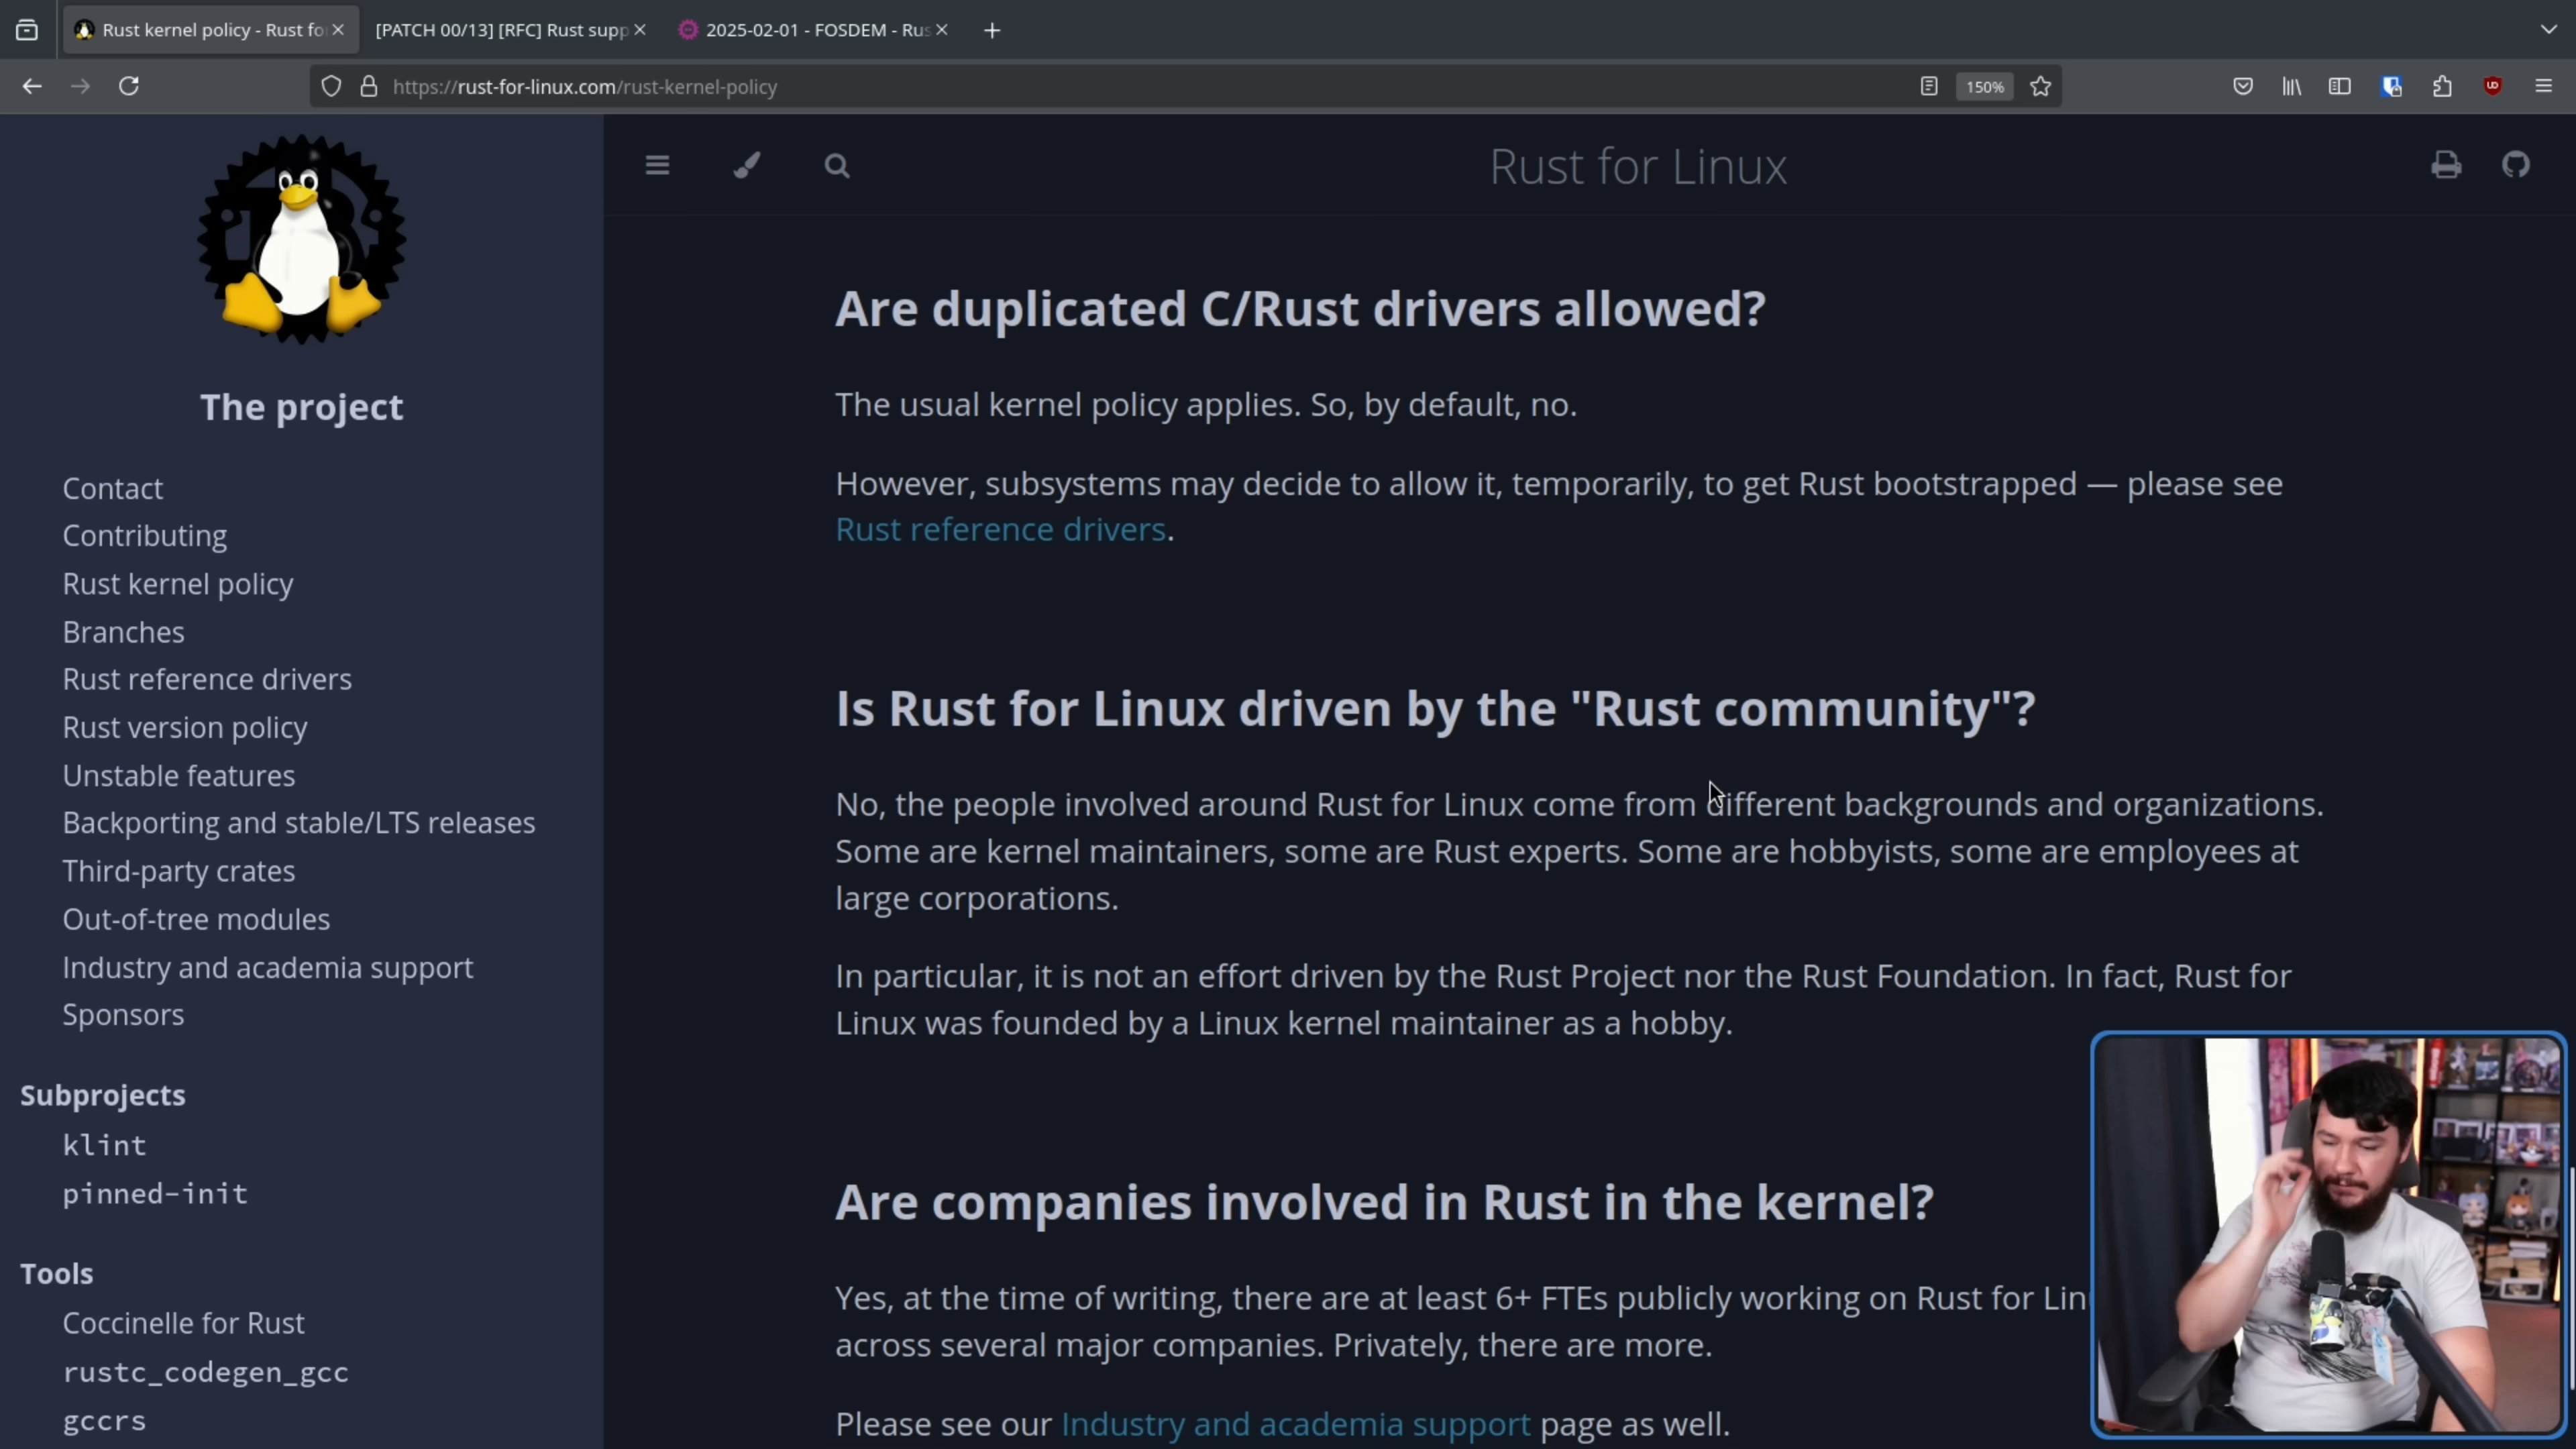 Rust kernel policy - Rust fo
[PATCH 00/13] [RFC] Rust supp
2025-02-01 - FOSDEM - Rus
https://rust-for-linux.com/rust-kernel-policy
150%
The project
Contact
Contributing
Rust kernel policy
Branches
Rust reference drivers
Rust version policy
Unstable features
Backporting and stable/LTS releases
Third-party crates
Out-of-tree modules
Industry and academia support
Sponsors
Subprojects
klint
pinned-init
Tools
Coccinelle for Rust
rustc_codegen_gcc
gccrs
Rust for Linux
Are duplicated C/Rust drivers allowed?
The usual kernel policy applies. So, by default, no.
However, subsystems may decide to allow it, temporarily, to get Rust bootstrapped — please see
Rust reference drivers.
Is Rust for Linux driven by the "Rust community"?
No, the people involved around Rust for Linux come from different backgrounds and organizations.
Some are kernel maintainers, some are Rust experts. Some are hobbyists, some are employees at
large corporations.
In particular, it is not an effort driven by the Rust Project nor the Rust Foundation. In fact, Rust for
Linux was founded by a Linux kernel maintainer as a hobby.
Are companies involved in Rust in the kernel?
Yes, at the time of writing, there are at least 6+ FTEs publicly working on Rust for Lin
across several major companies. Privately, there are more.
Please see our Industry and academia support page as well.